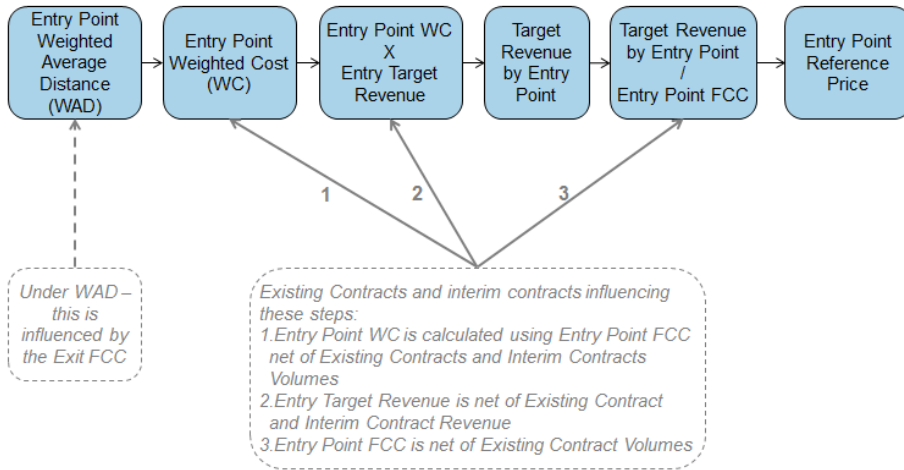 Entry Point
Weighted
Average
Distance
(WAD)
Entry Point
Weighted Cost
(WC)
Entry Point WC
X
Entry Target
Revenue
Target
Revenue
by Entry
Point
Target Revenue
by Entry Point
/
Entry Point FCC
Entry Point
Reference
Price
1
2
3
Under WAD –
this is
influenced by
the Exit FCC
Existing Contracts and interim contracts influencing
these steps:
1.Entry Point WC is calculated using Entry Point FCC
net of Existing Contracts and Interim Contracts
Volumes
2.Entry Target Revenue is net of Existing Contract
and Interim Contract Revenue
3.Entry Point FCC is net of Existing Contract Volumes